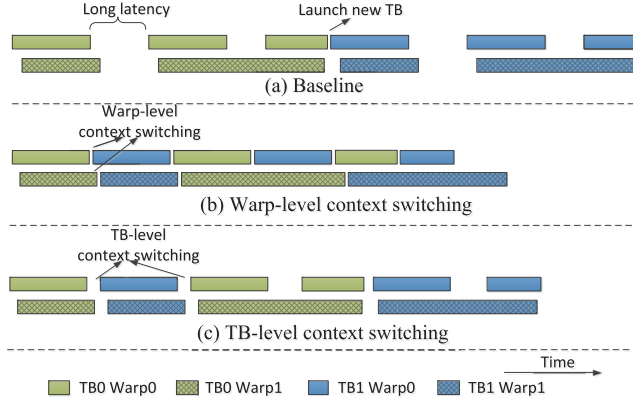 Long latency
Launch new TB
(a) Baseline
Warp-level
context switching
(b) Warp-level context switching
TB-level
context switching
(c) TB-level context switching
Time
TB0 Warp0
TB0 Warp1
TB1 Warp0
TB1 Warp1